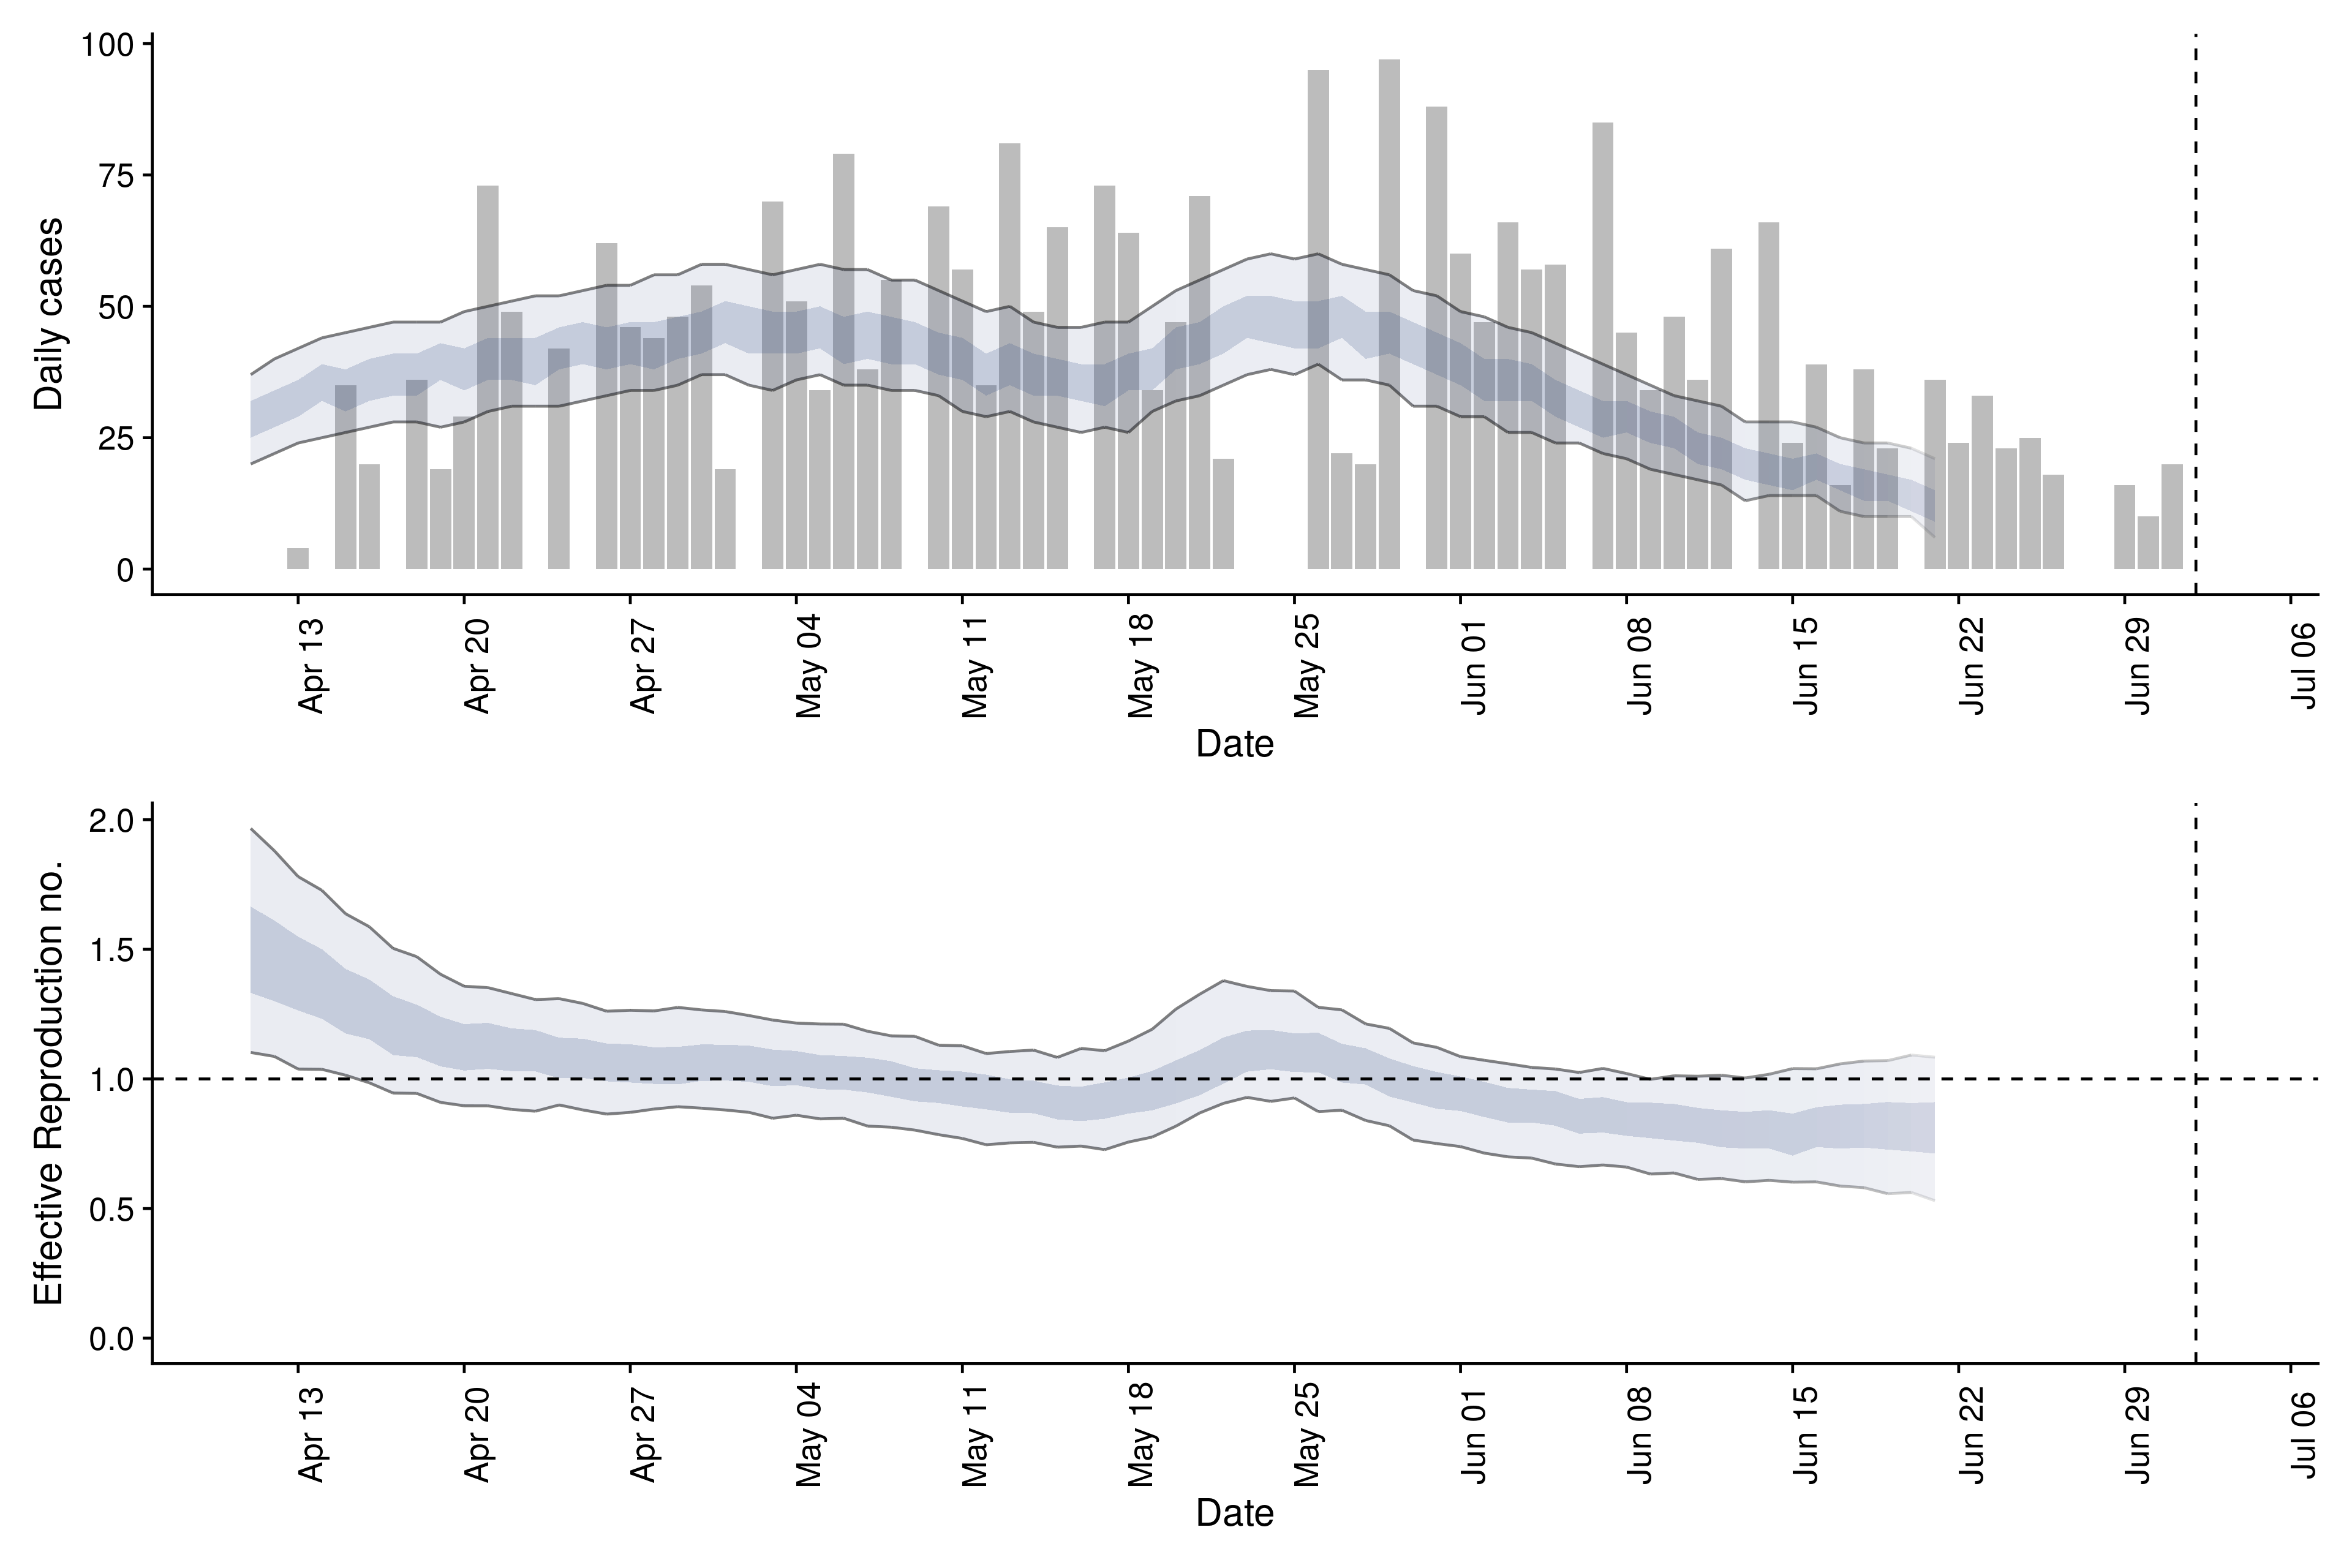 Daily cases
100
75
50
25
0
Apr 13
Apr 20
Apr 27
May 04
May 11
May 18
May 25
Jun 01
Jun 08
Jun 15
Jun 22
Jun 29
Jul 06
Date
Effective Reproduction no.
2.0
1.5
1.0
0.5
0.0
Apr 13
Apr 20
Apr 27
May 04
May 11
May 18
May 25
Jun 01
Jun 08
Jun 15
Jun 22
Jun 29
Jul 06
Date